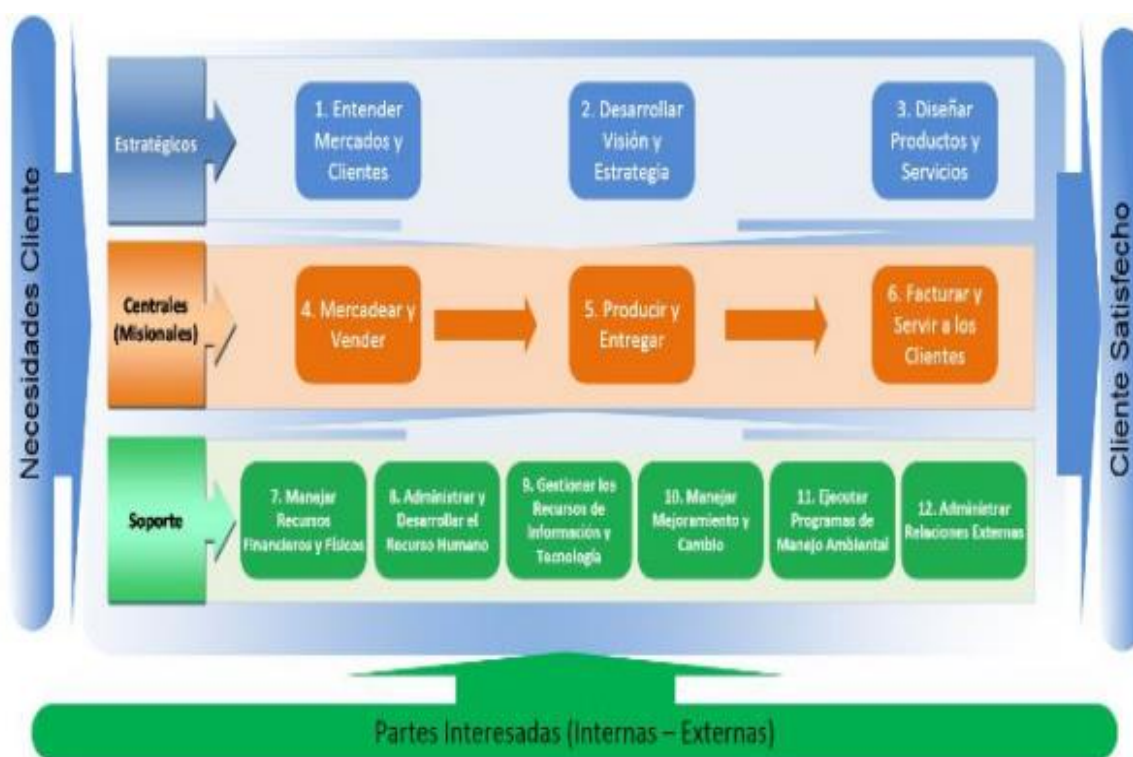 Necesidades Cliente
Estratégicos
1. Entender
Mercados y
Clientes
2. Desarrollar
Visión y
Estrategia
3. Diseñar
Productos y
Servicios
Centrales
(Misionales)
4. Mercadear y
Vender
5. Producir y
Entregar
6. Facturar y
Servir a los
Clientes
Soporte
7. Manejar
Recursos
Financieros y Físicos
8. Administrar y
Desarrollar el
Recurso Humano
9. Gestionar los
Recursos de
Información y
Tecnología
10. Manejar
Mejoramiento y
Cambio
11. Ejecutar
Programas de
Manejo Ambiental
12. Administrar
Relaciones Externas
Cliente Satisfecho
Partes Interesadas (Internas – Externas)